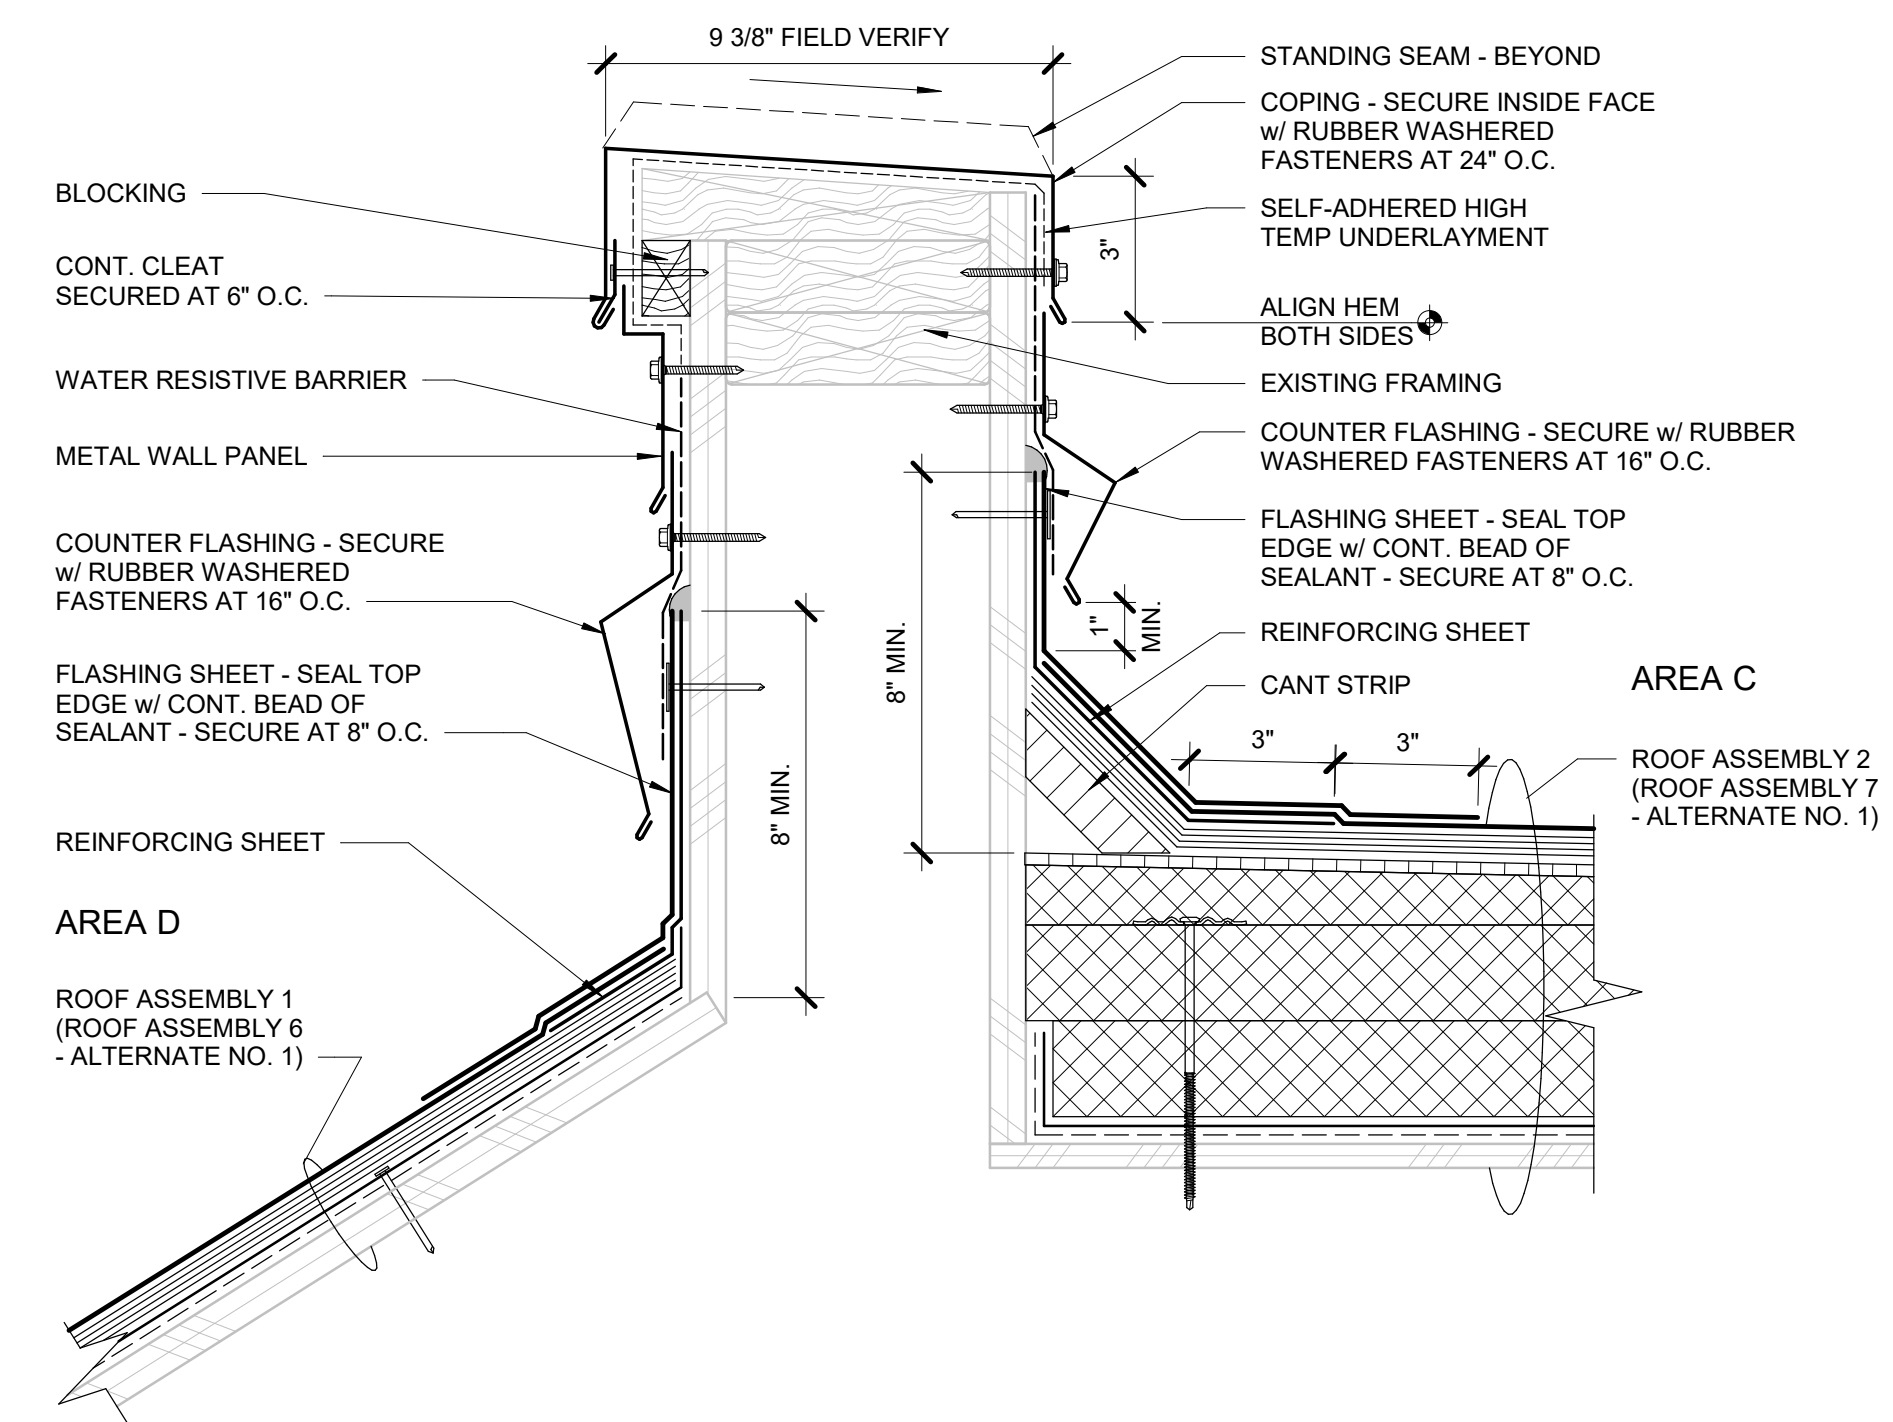 9 3/8" FIELD VERIFY
BLOCKING
CONT. CLEAT
SECURED AT 6" O.C.
WATER RESISTIVE BARRIER
METAL WALL PANEL
COUNTER FLASHING - SECURE
w/ RUBBER WASHERED
FASTENERS AT 16" O.C.
FLASHING SHEET - SEAL TOP
EDGE w/ CONT. BEAD OF
SEALANT - SECURE AT 8" O.C.
REINFORCING SHEET
AREA D
ROOF ASSEMBLY 1
(ROOF ASSEMBLY 6
- ALTERNATE NO. 1)
8" MIN.
8" MIN.
STANDING SEAM - BEYOND
COPING - SECURE INSIDE FACE
w/ RUBBER WASHERED
FASTENERS AT 24" O.C.
SELF-ADHERED HIGH
TEMP UNDERLAYMENT
3"
ALIGN HEM
BOTH SIDES
EXISTING FRAMING
COUNTER FLASHING - SECURE w/ RUBBER
WASHERED FASTENERS AT 16" O.C.
FLASHING SHEET - SEAL TOP
EDGE w/ CONT. BEAD OF
SEALANT - SECURE AT 8" O.C.
1"
MIN.
REINFORCING SHEET
CANT STRIP
3"
3"
AREA C
ROOF ASSEMBLY 2
(ROOF ASSEMBLY 7
- ALTERNATE NO. 1)